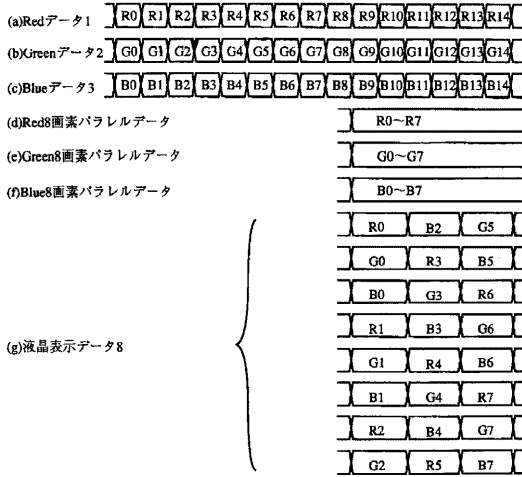 (a)Redデータ1 R0 R1 R2 R3 R4 R5 R6 R7 R8 R9 R10 R11 R12 R13 R14
(b)Greenデータ2 G0 G1 G2 G3 G4 G5 G6 G7 G8 G9 G10 G11 G12 G13 G14
(c)Blueデータ3 B0 B1 B2 B3 B4 B5 B6 B7 B8 B9 B10 B11 B12 B13 B14
(d)Red8画素パラレルデータ R0～R7
(e)Green8画素パラレルデータ G0～G7
(f)Blue8画素パラレルデータ B0～B7
(g)液晶表示データ8
R0 B2 G5
G0 R3 B5
B0 G3 R6
R1 B3 G6
G1 R4 B6
B1 G4 R7
R2 B4 G7
G2 R5 B7